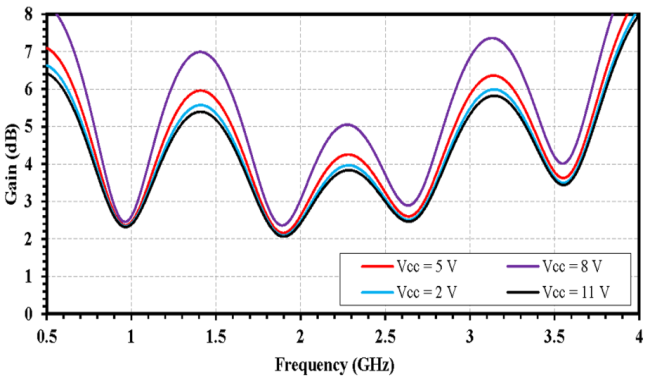 8
7
6
5
4
3
2
1
0
Gain (dB)
Vcc = 5 V
Vcc = 8 V
Vcc = 2 V
Vcc = 11 V
0.5 1 1.5 2 2.5 3 3.5 4
Frequency (GHz)